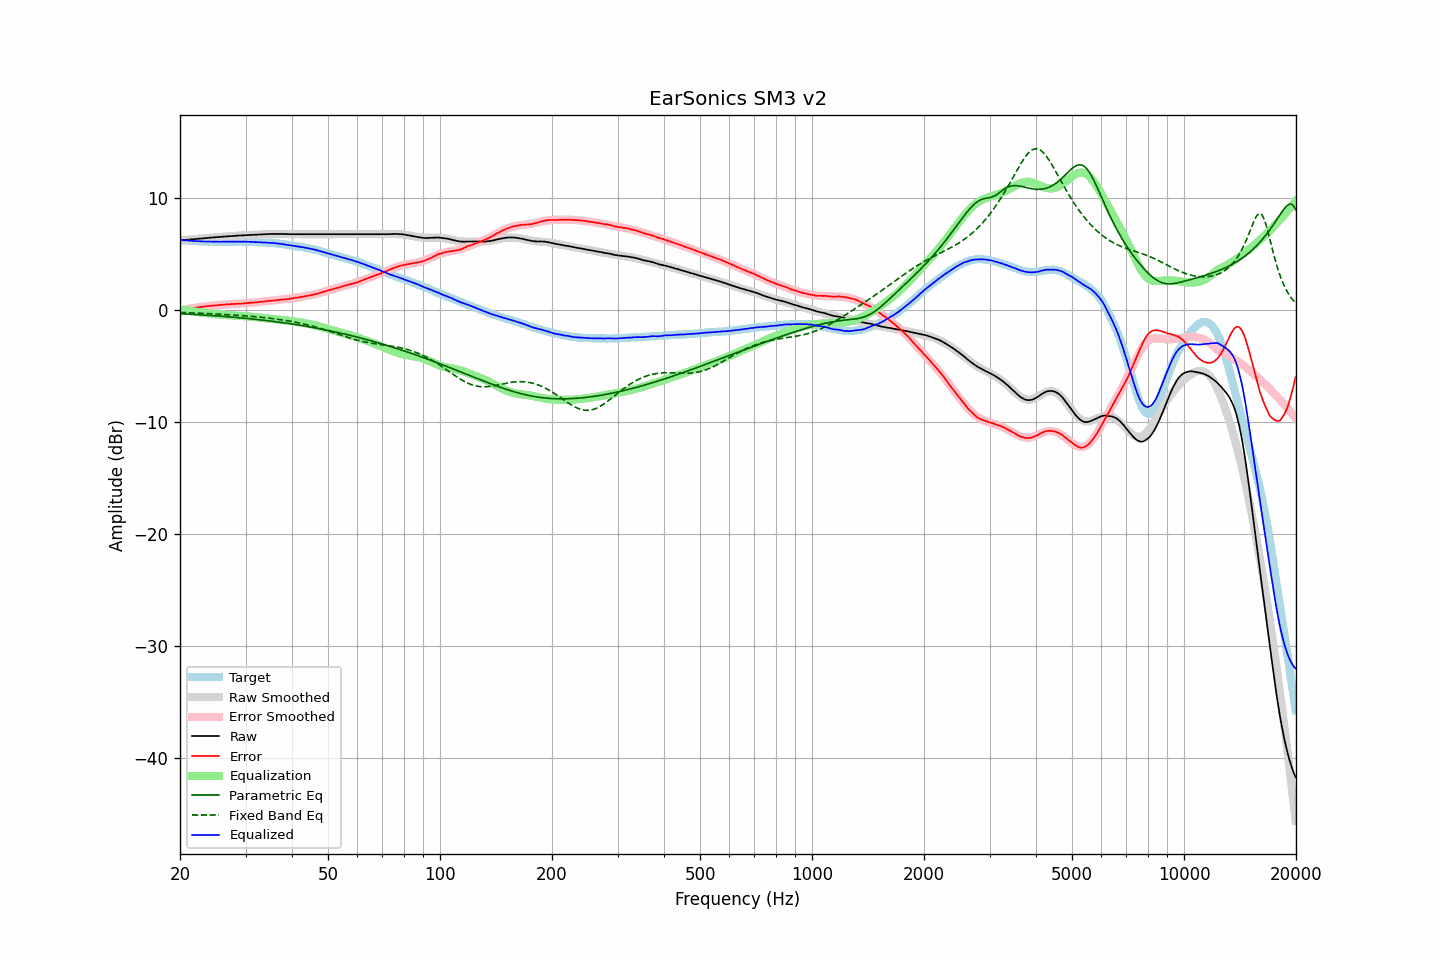 EarSonics SM3 v2
Amplitude (dBr)
10
0
−10
−20
−30
−40
Target
Raw Smoothed
Error Smoothed
Raw
Error
Equalization
Parametric Eq
Fixed Band Eq
Equalized
20 50 100 200 500 1000 2000 5000 10000 20000
Frequency (Hz)